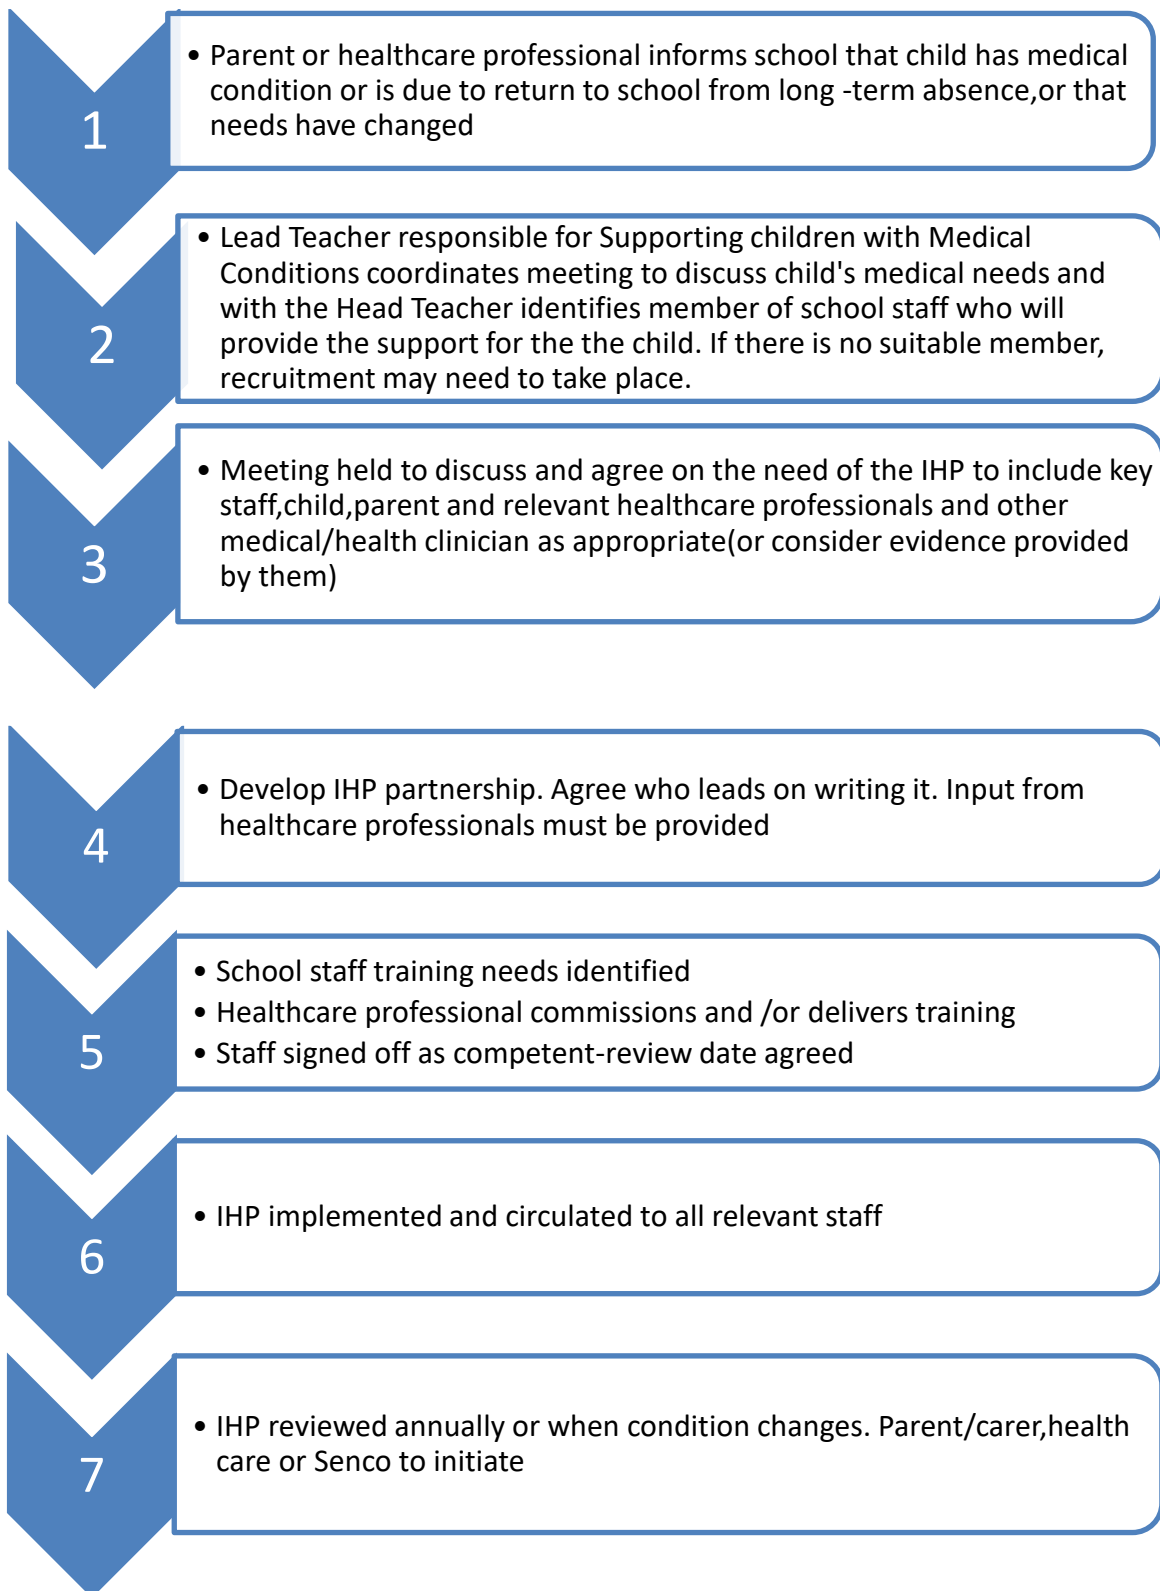 1
• Parent or healthcare professional informs school that child has medical
condition or is due to return to school from long -term absence,or that
needs have changed
2
• Lead Teacher responsible for Supporting children with Medical
Conditions coordinates meeting to discuss child's medical needs and
with the Head Teacher identifies member of school staff who will
provide the support for the the child. If there is no suitable member,
recruitment may need to take place.
3
• Meeting held to discuss and agree on the need of the IHP to include key
staff,child,parent and relevant healthcare professionals and other
medical/health clinician as appropriate(or consider evidence provided
by them)
4
• Develop IHP partnership. Agree who leads on writing it. Input from
healthcare professionals must be provided
5
• School staff training needs identified
• Healthcare professional commissions and /or delivers training
• Staff signed off as competent-review date agreed
6
• IHP implemented and circulated to all relevant staff
7
• IHP reviewed annually or when condition changes. Parent/carer,health
care or Senco to initiate